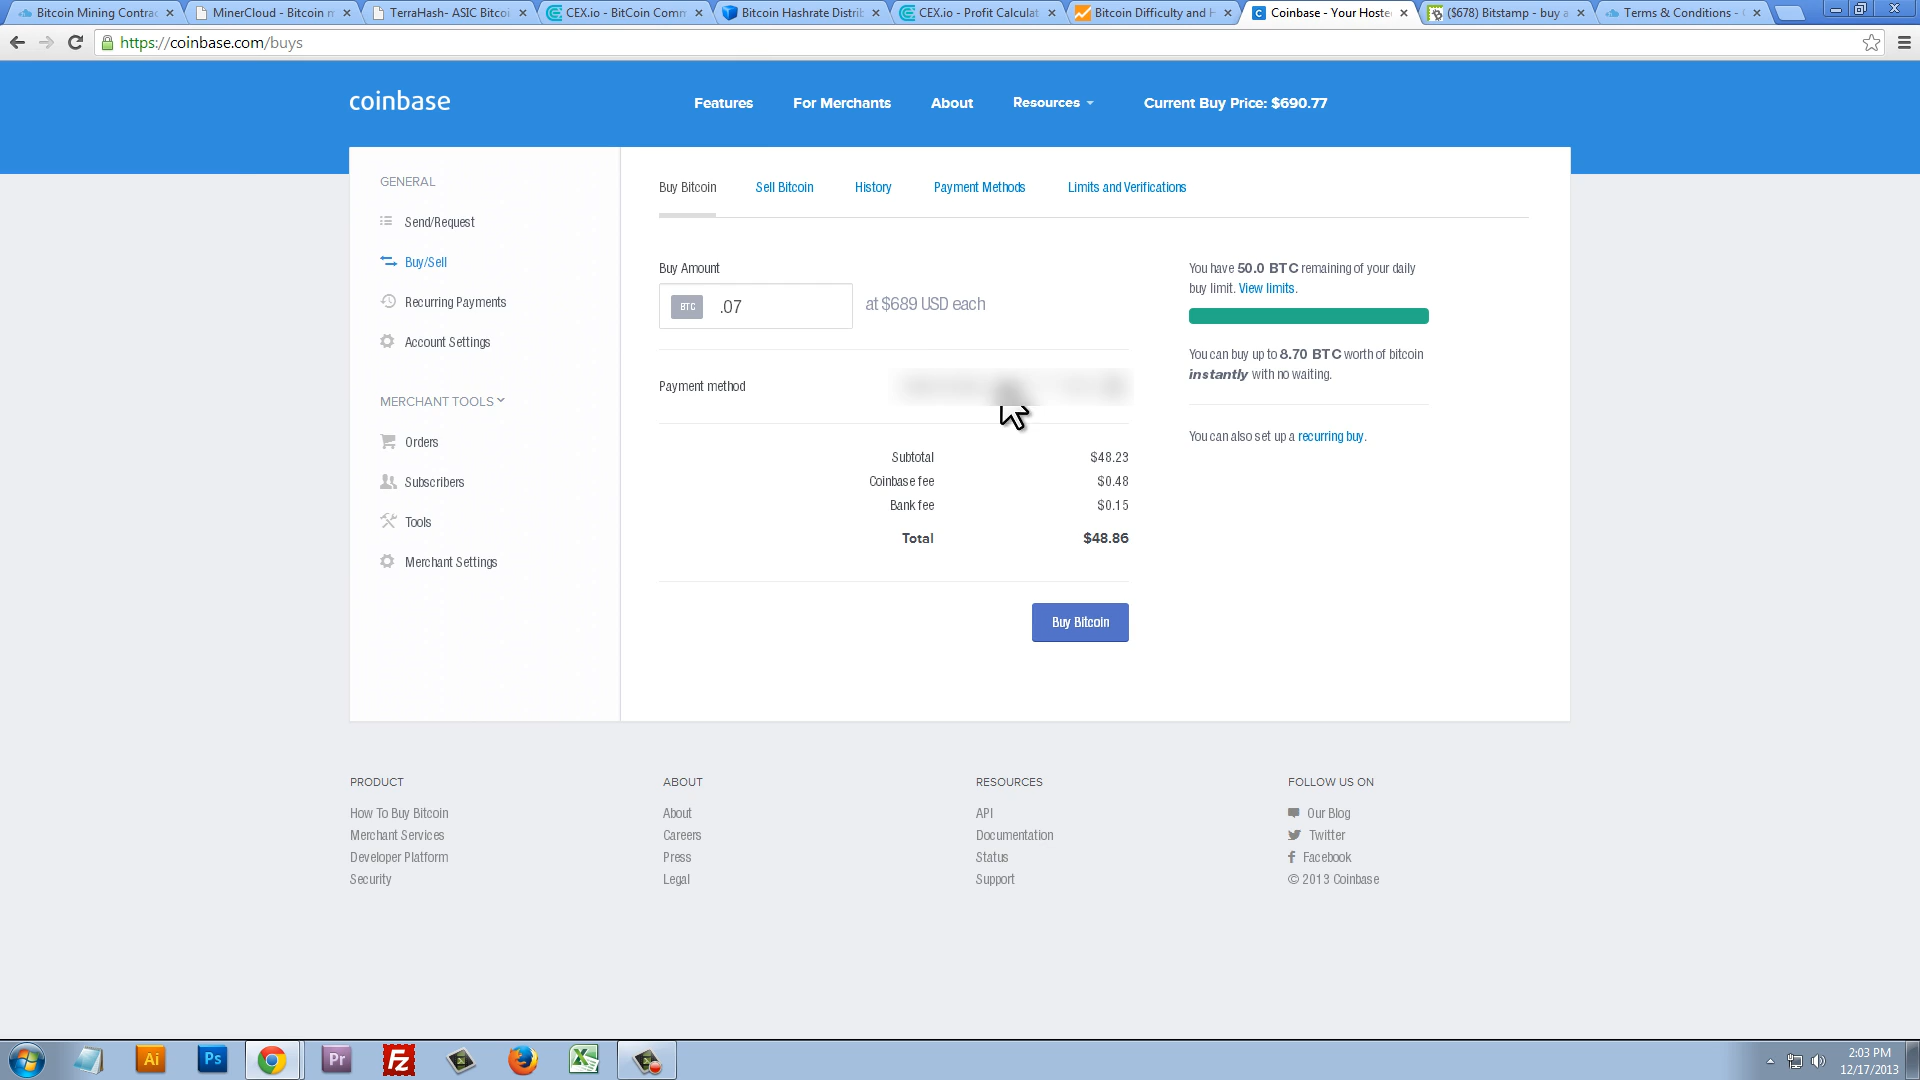 Bitcoin Mining Contrac
MinerCloud - Bitcoin m
TerraHash- ASIC Bitcoi
CEX.io - BitCoin Comm
Bitcoin Hashrate Distrib
CEX.io - Profit Calculat
Bitcoin Difficulty and H
Coinbase - Your Hoste
($678) Bitstamp - buy a
Terms & Conditions -
https://coinbase.com/buys
coinbase
Features
For Merchants
About
Resources
Current Buy Price: $690.77
GENERAL
Send/Request
Buy/Sell
Recurring Payments
Account Settings
MERCHANT TOOLS
Orders
Subscribers
Tools
Merchant Settings
Buy Bitcoin
Sell Bitcoin
History
Payment Methods
Limits and Verifications
Buy Amount
BTC .07 at $689 USD each
Payment method
Subtotal $48.23
Coinbase fee $0.48
Bank fee $0.15
Total $48.86
Buy Bitcoin
You have 50.0 BTC remaining of your daily
buy limit. View limits.
You can buy up to 8.70 BTC worth of bitcoin
instantly with no waiting.
You can also set up a recurring buy.
PRODUCT
How To Buy Bitcoin
Merchant Services
Developer Platform
Security
ABOUT
About
Careers
Press
Legal
RESOURCES
API
Documentation
Status
Support
FOLLOW US ON
Our Blog
Twitter
Facebook
© 2013 Coinbase
Ai
Ps
Pr
FZ
2:03 PM
12/17/2013